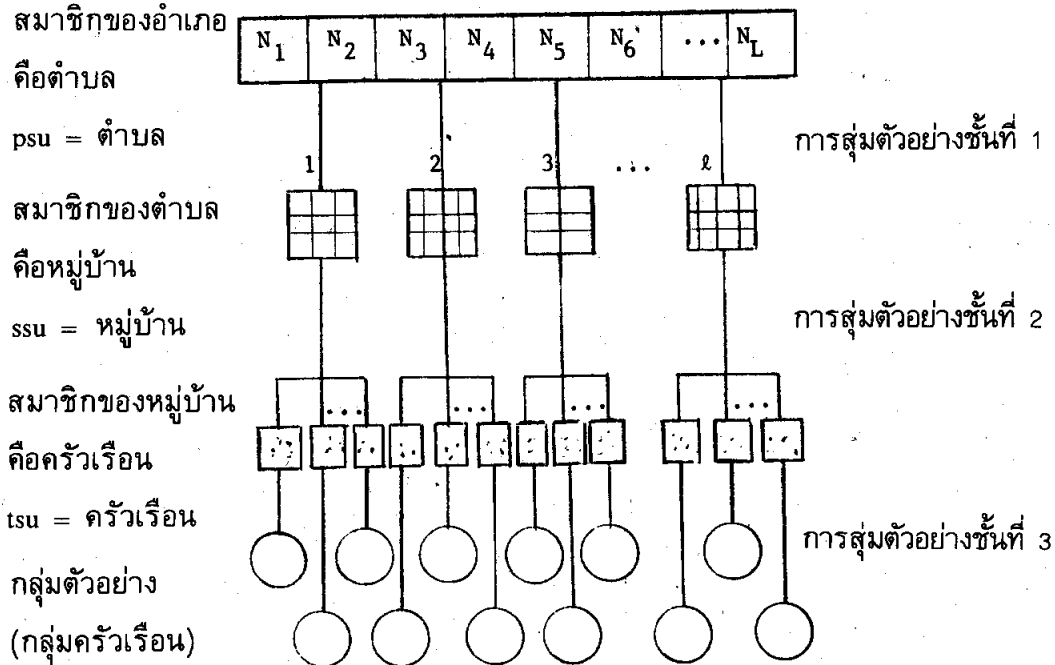 สมาชิกของอำเภอ
N1 N2 N3 N4 N5 N6 ... NL
คือตำบล
psu = ตำบล
การสุ่มตัวอย่างชั้นที่ 1
1 2 3 ... ℓ
สมาชิกของตำบล
คือหมู่บ้าน
ssu = หมู่บ้าน
การสุ่มตัวอย่างชั้นที่ 2
สมาชิกของหมู่บ้าน
... ... ... ...
คือครัวเรือน
tsu = ครัวเรือน
การสุ่มตัวอย่างชั้นที่ 3
กลุ่มตัวอย่าง
(กลุ่มครัวเรือน)